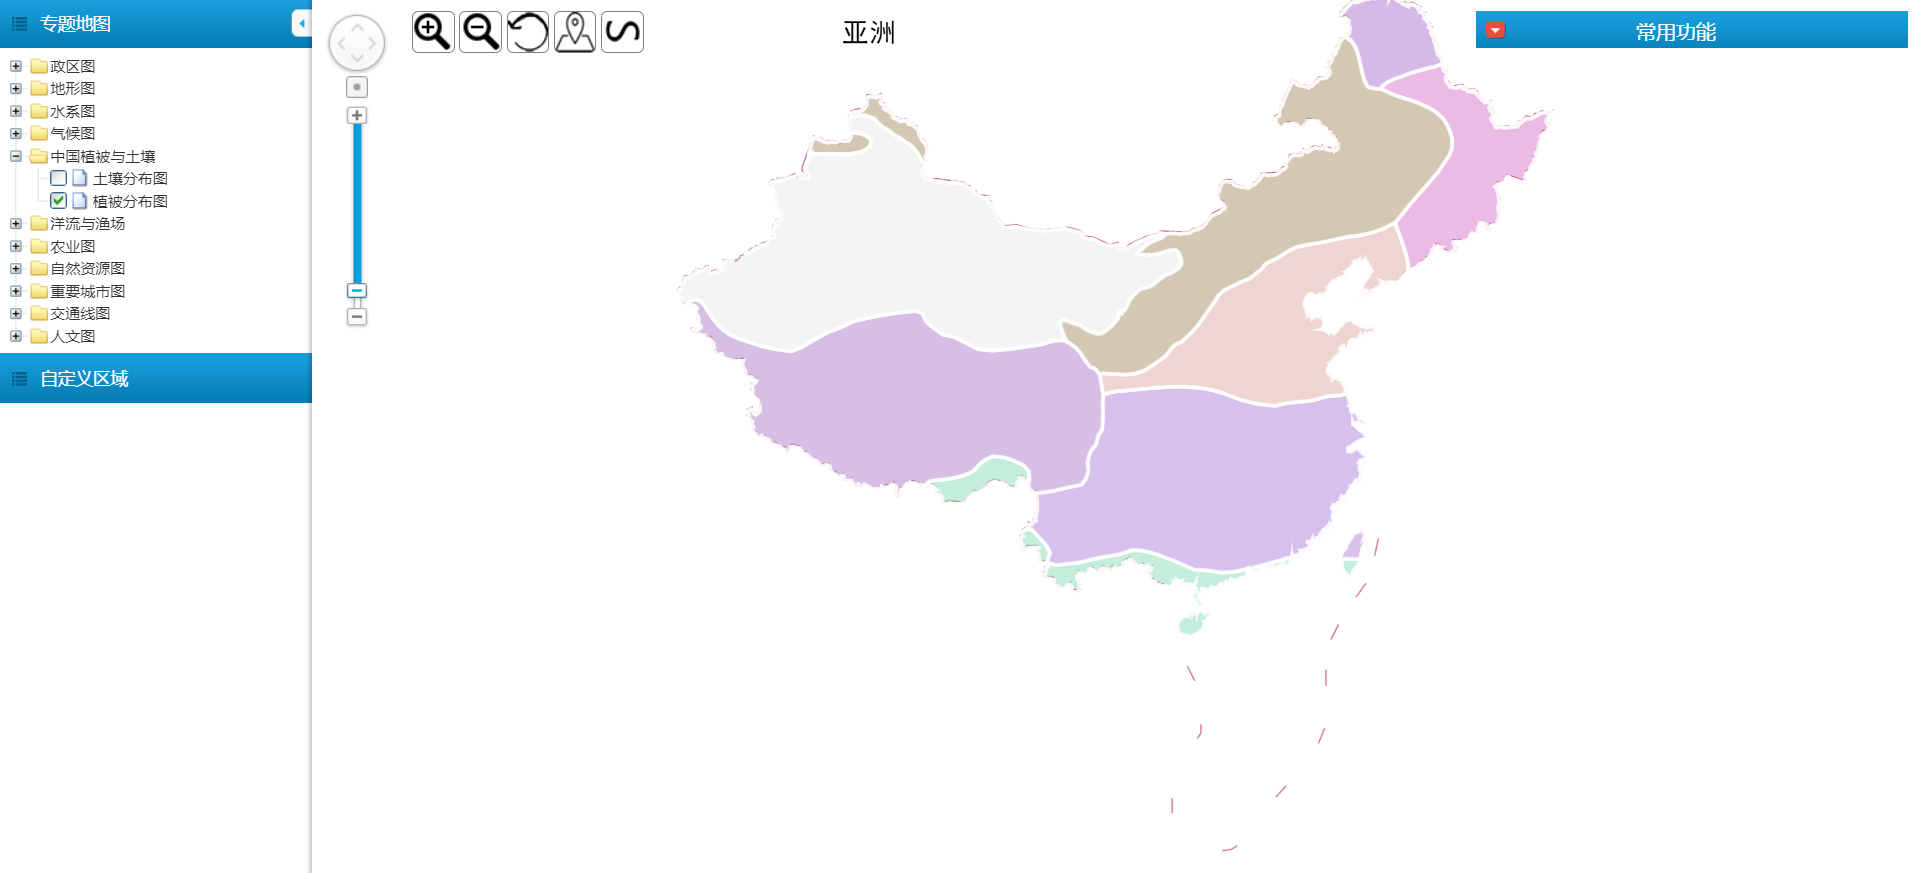 专题地图
政区图
地形图
水系图
气候图
中国植被与土壤
土壤分布图
植被分布图
洋流与渔场
农业图
自然资源图
重要城市图
交通线图
人文图
自定义区域
亚洲
常用功能